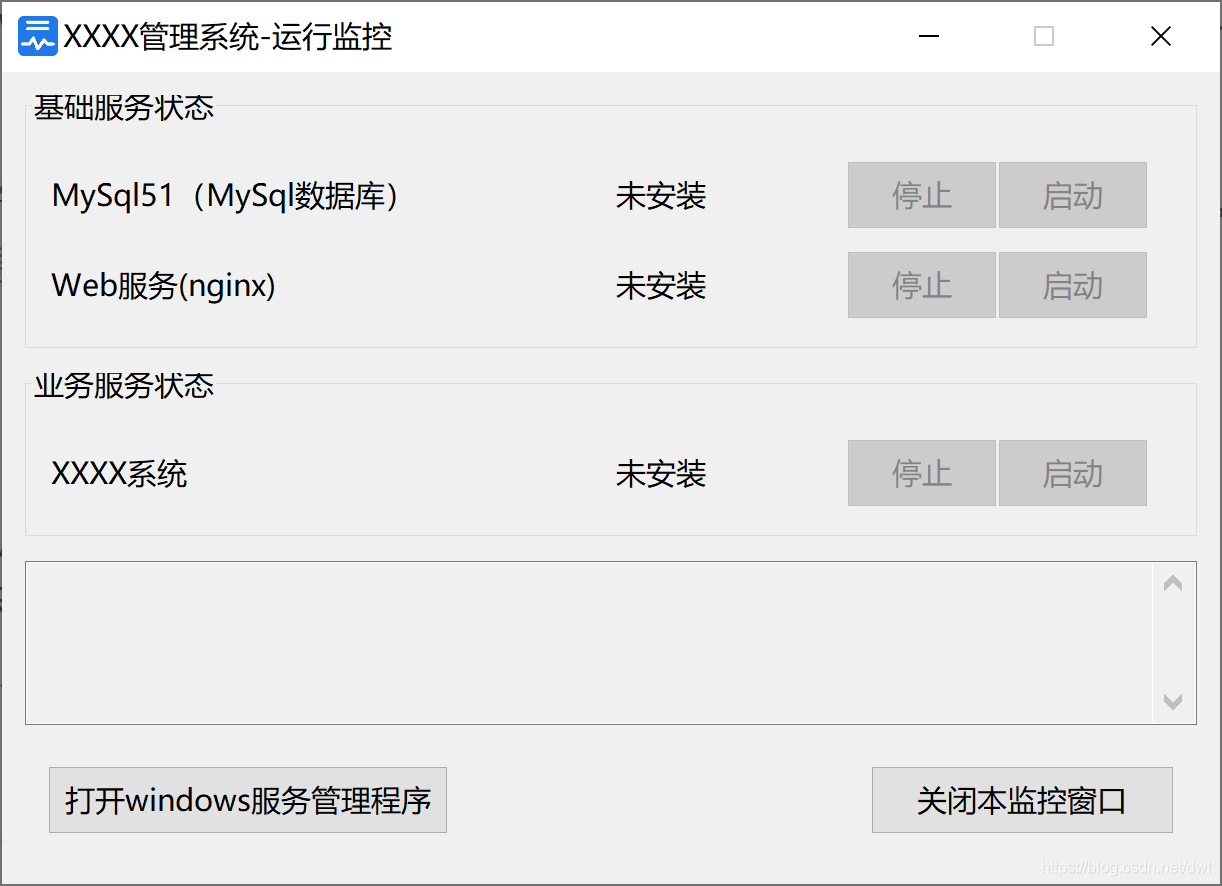 XXXX管理系统-运行监控
基础服务状态
MySql51（MySql数据库） 未安装 停止 启动
Web服务(nginx) 未安装 停止 启动
业务服务状态
XXXX系统 未安装 停止 启动
打开windows服务管理程序 关闭本监控窗口
https://blog.csdn.net/dwt